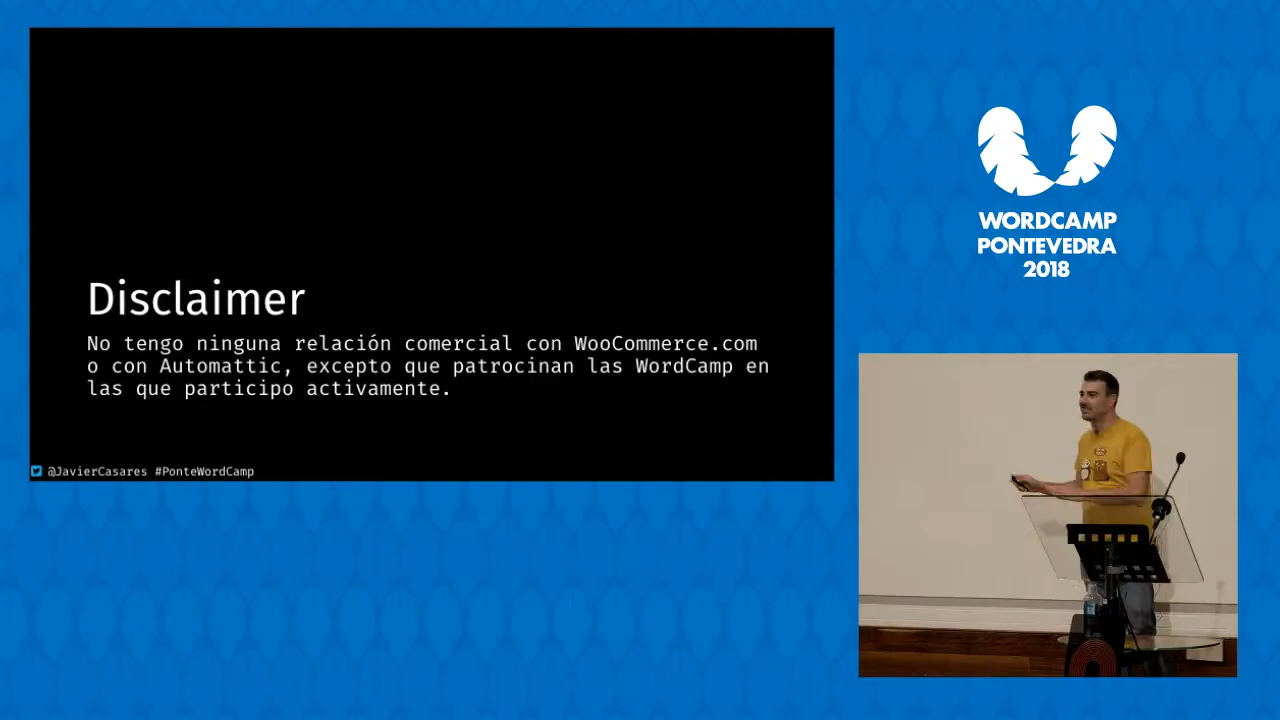 Disclaimer
No tengo ninguna relación comercial con WooCommerce.com
o con Automattic, excepto que patrocinan las WordCamp en
las que participo activamente.
@JavierCasares #PonteWordCamp
WORDCAMP
PONTEVEDRA
2018